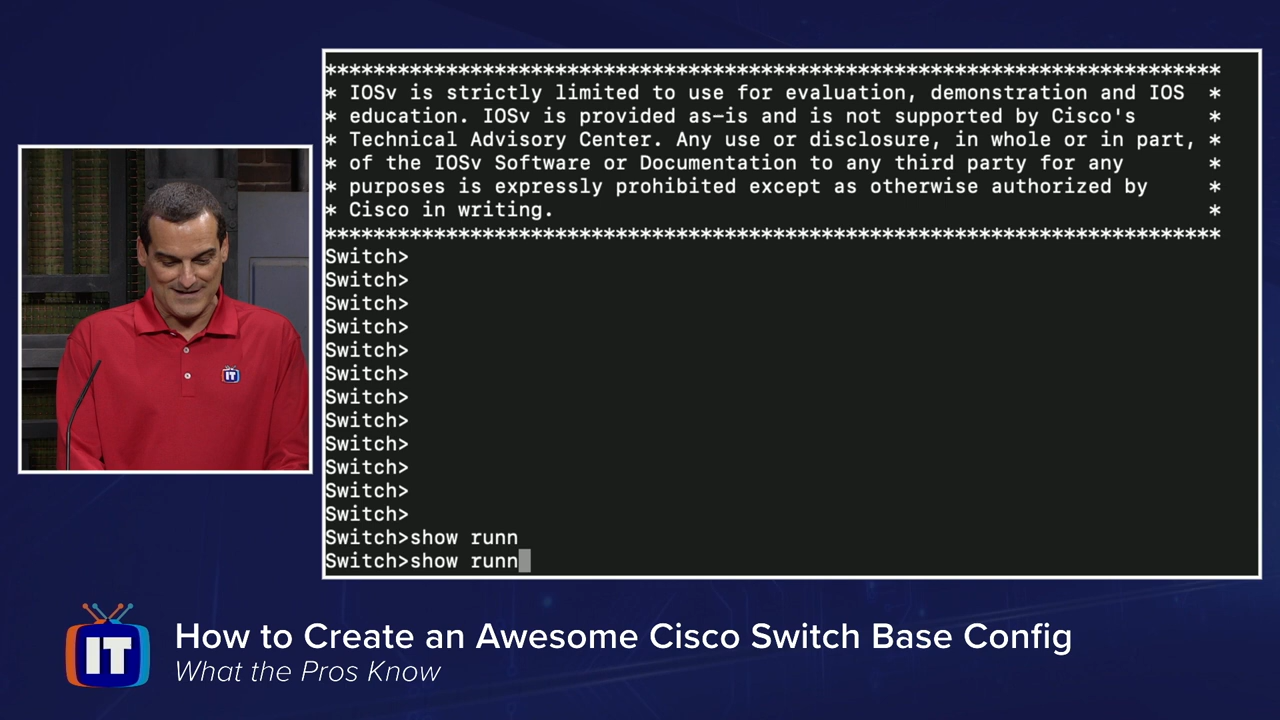 **************************************************************************
* IOSv is strictly limited to use for evaluation, demonstration and IOS  *
* education. IOSv is provided as-is and is not supported by Cisco's      *
* Technical Advisory Center. Any use or disclosure, in whole or in part, *
* of the IOSv Software or Documentation to any third party for any       *
* purposes is expressly prohibited except as otherwise authorized by     *
* Cisco in writing.                                                      *
**************************************************************************
Switch>
Switch>
Switch>
Switch>
Switch>
Switch>
Switch>
Switch>
Switch>
Switch>
Switch>
Switch>
Switch>show runn
Switch>show runn
IT
IT
How to Create an Awesome Cisco Switch Base Config
What the Pros Know